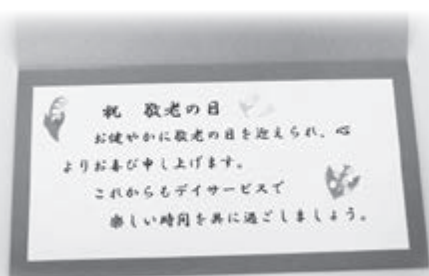 祝 敬老の日
お健やかに敬老の日を迎えられ、心
よりお喜び申し上げます。
これからもデイサービスで
楽しい時間を共に過ごしましょう。